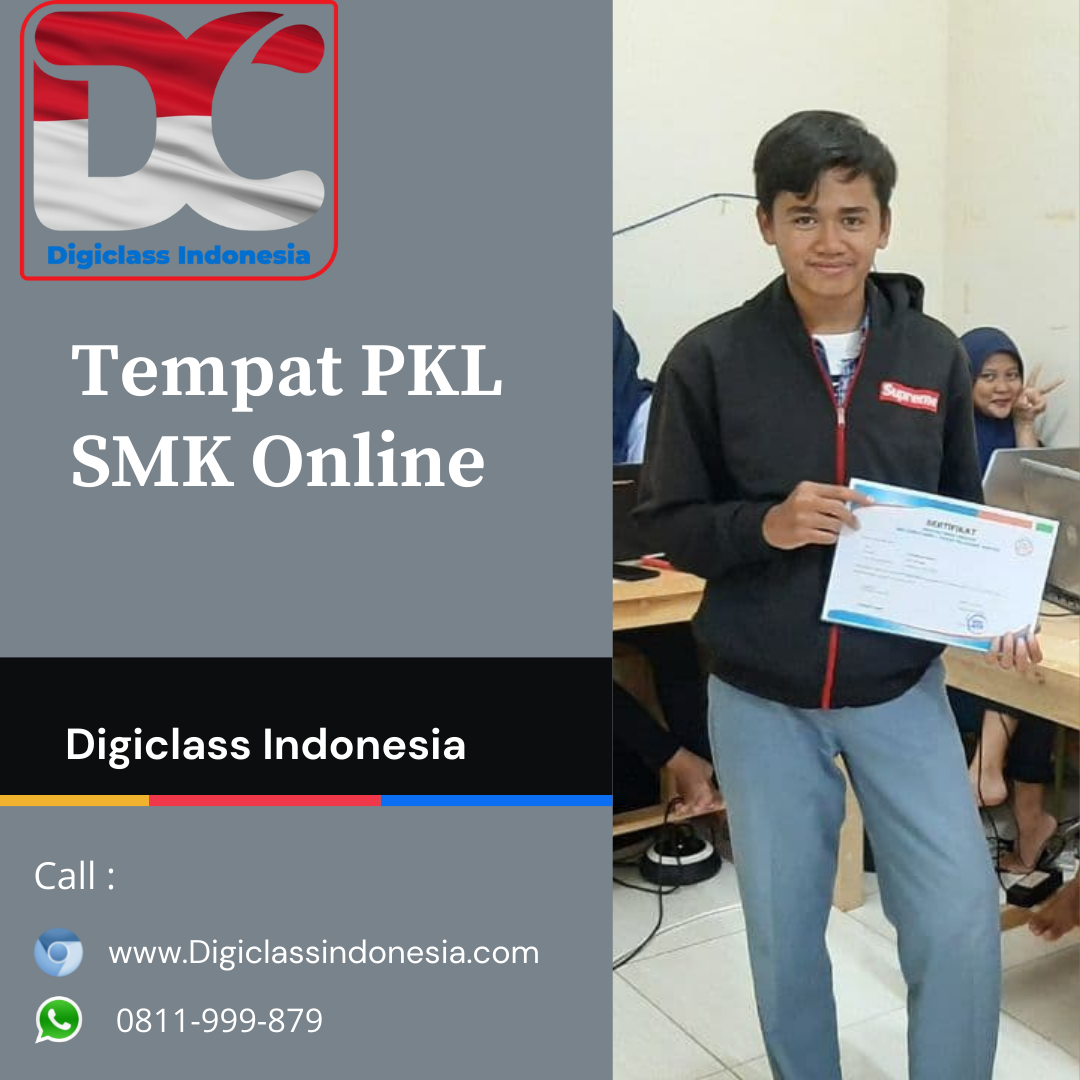 Digiclass Indonesia
Tempat PKL
SMK Online
Supreme
SERTIFIKAT
Digiclass Indonesia
Call :
www.Digiclassindonesia.com
0811-999-879